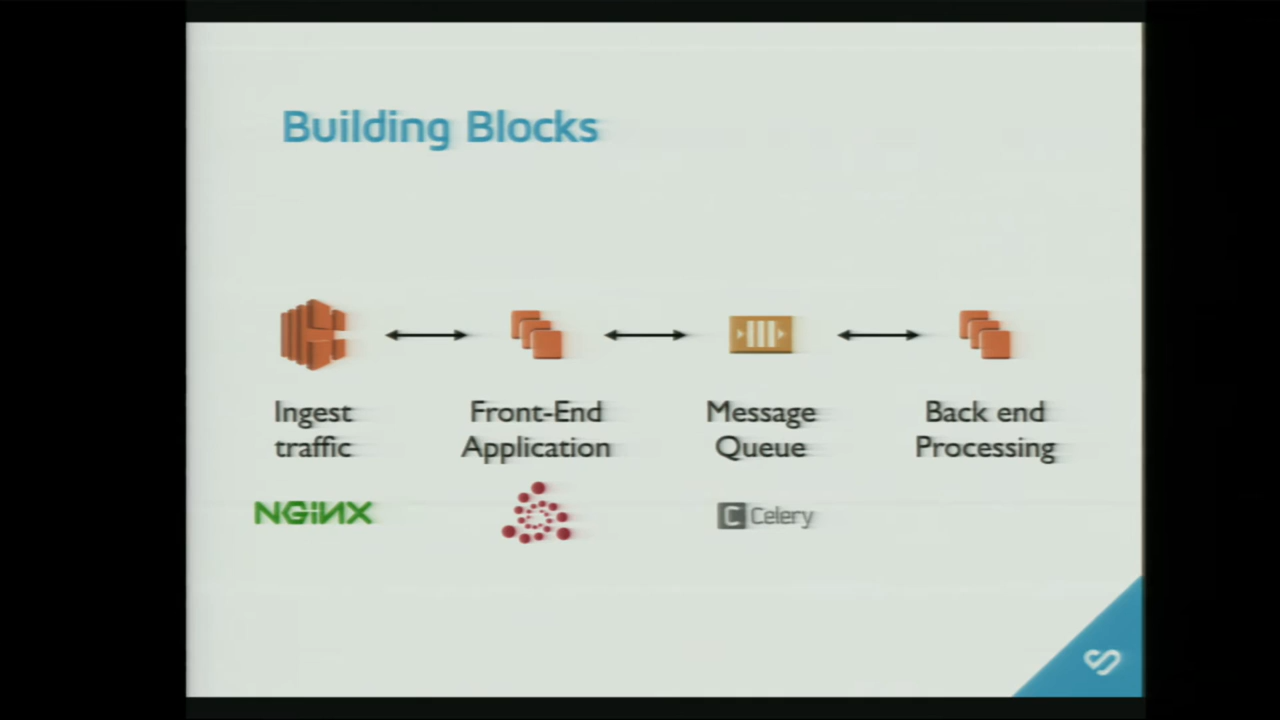 Building Blocks
Ingest
traffic
Front-End
Application
Message
Queue
Back end
Processing
NGiNX
C Celery